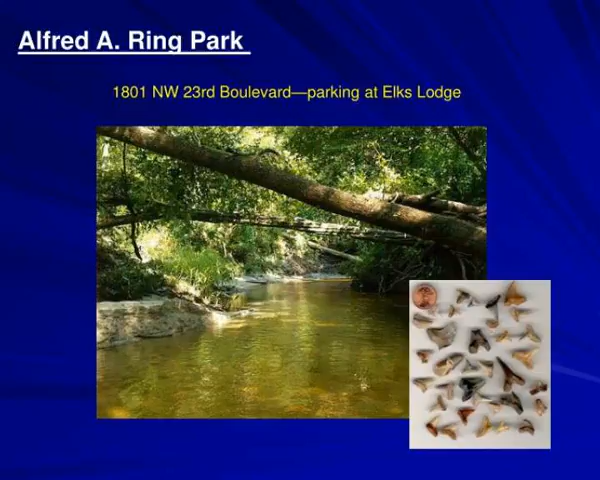 Alfred A. Ring Park
1801 NW 23rd Boulevard—parking at Elks Lodge